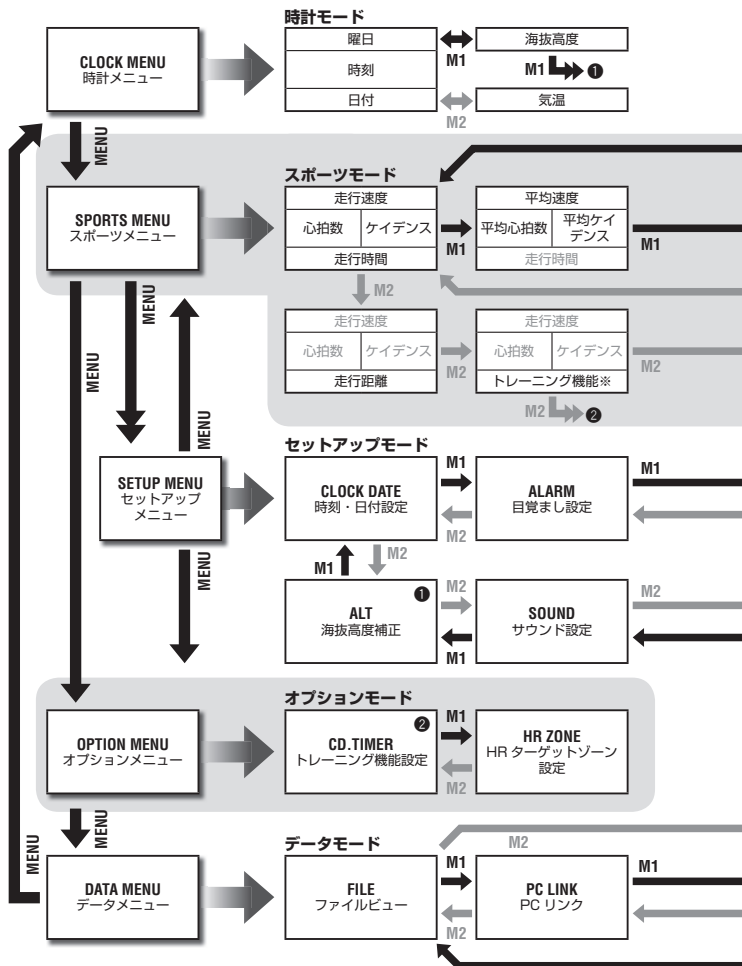 時計モード
CLOCK MENU
時計メニュー
曜日
時刻
日付
M1
海抜高度
M1 ❶
気温
M2
MENU
スポーツモード
SPORTS MENU
スポーツメニュー
走行速度
心拍数 ケイデンス
走行時間
M1
平均速度
平均心拍数 平均ケイ
デンス
走行時間
M1
M2
走行速度
心拍数 ケイデンス
走行距離
M2
走行速度
心拍数 ケイデンス
トレーニング機能※
M2
M2 ❷
MENU
MENU
MENU
セットアップモード
SETUP MENU
セットアップ
メニュー
CLOCK DATE
時刻・日付設定
M1
M2
ALARM
目覚まし設定
M1
M1
M2
MENU
❶
ALT
海抜高度補正
M2
M1
SOUND
サウンド設定
M2
オプションモード
OPTION MENU
オプションメニュー
❷
CD.TIMER
トレーニング機能設定
M1
M2
HR ZONE
HR ターゲットゾーン
設定
MENU
MENU
データモード
DATA MENU
データメニュー
FILE
ファイルビュー
M2
M1
M2
PC LINK
PC リンク
M1